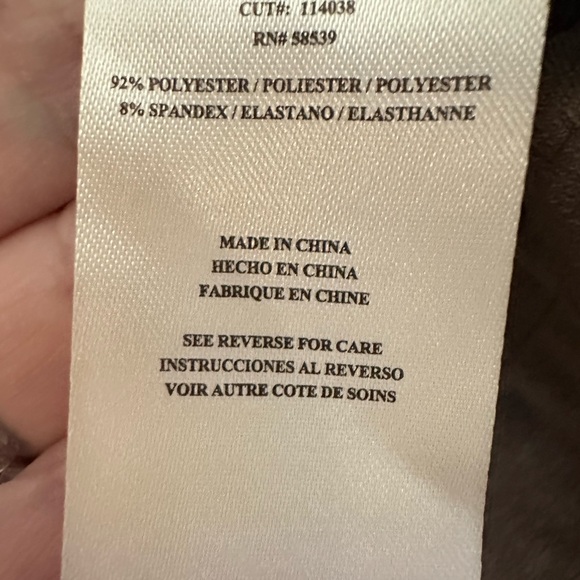 CUT#: 114038
RN# 58539
92% POLYESTER / POLIESTER / POLYESTER
8% SPANDEX / ELASTANO / ELASTHANNE
MADE IN CHINA
HECHO EN CHINA
FABRIQUE EN CHINE
SEE REVERSE FOR CARE
INSTRUCCIONES AL REVERSO
VOIR AUTRE COTE DE SOINS